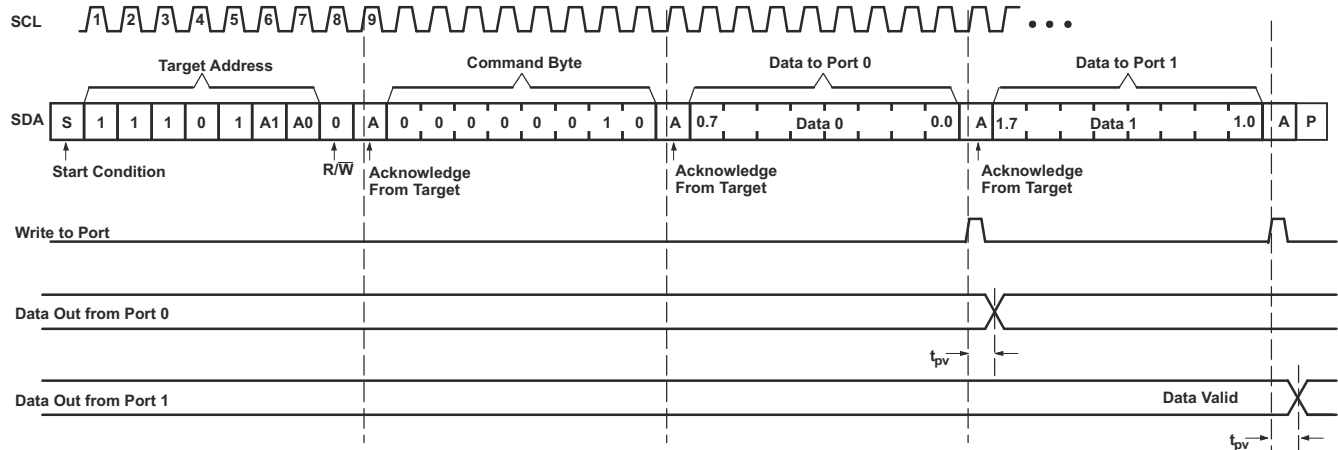 SCL 1 2 3 4 5 6 7 8 9
Target Address Command Byte Data to Port 0 Data to Port 1
SDA S 1 1 1 0 1 A1 A0 0 A 0 0 0 0 0 0 1 0 A 0.7 Data 0 0.0 A 1.7 Data 1 1.0 A P
Start Condition R/W̅ Acknowledge From Target Acknowledge From Target Acknowledge From Target
Write to Port
Data Out from Port 0
tpv
Data Out from Port 1 Data Valid
tpv